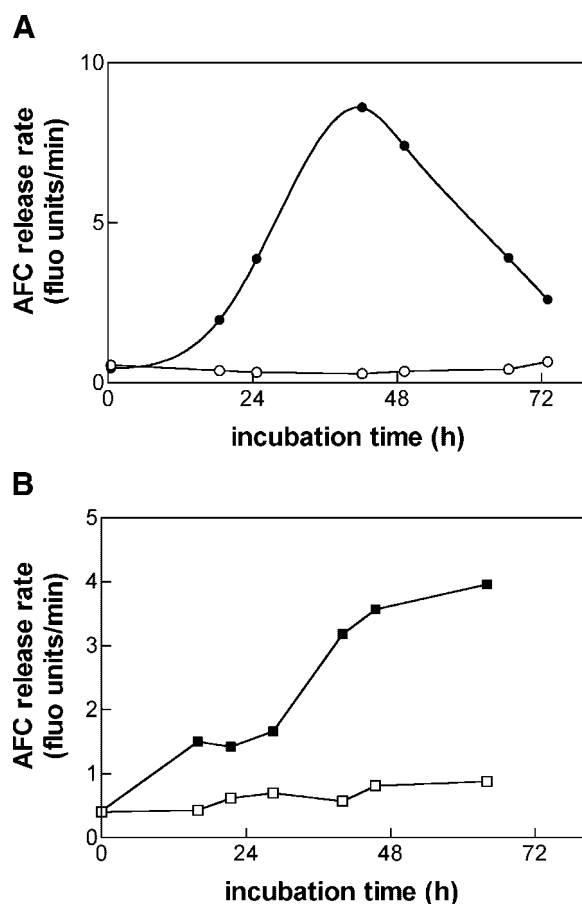 A
AFC release rate
(fluo units/min)
10
5
0
0 24 48 72
incubation time (h)
B
AFC release rate
(fluo units/min)
5
4
3
2
1
0
0 24 48 72
incubation time (h)